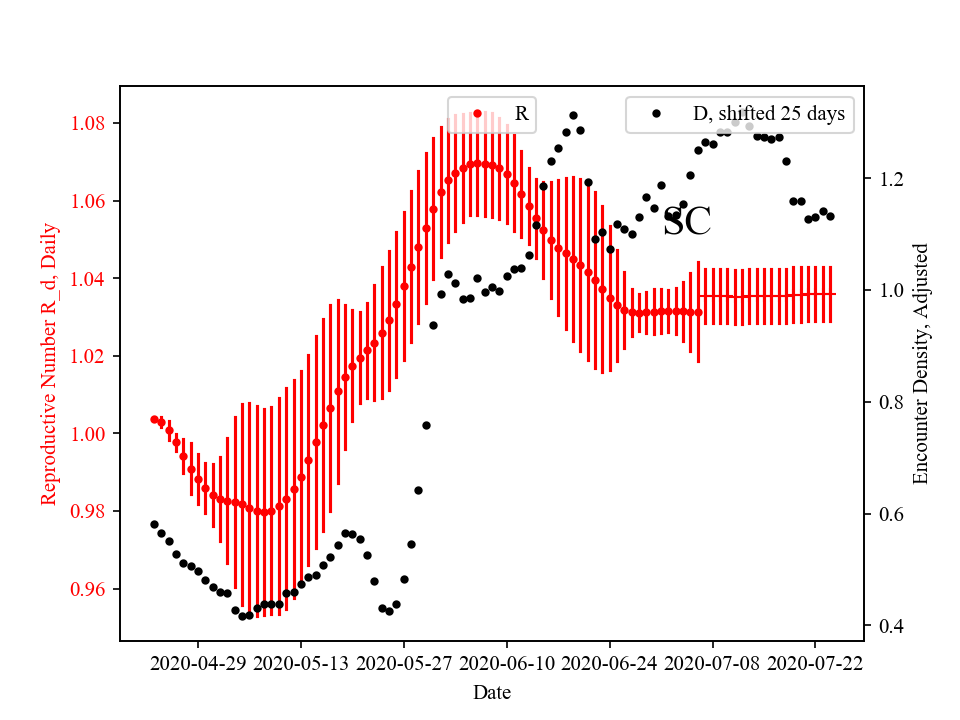 R
D, shifted 25 days
SC
Reproductive Number R_d, Daily
1.08
1.06
1.04
1.02
1.00
0.98
0.96
1.2
1.0
0.8
0.6
0.4
Encounter Density, Adjusted
2020-04-29 2020-05-13 2020-05-27 2020-06-10 2020-06-24 2020-07-08 2020-07-22
Date